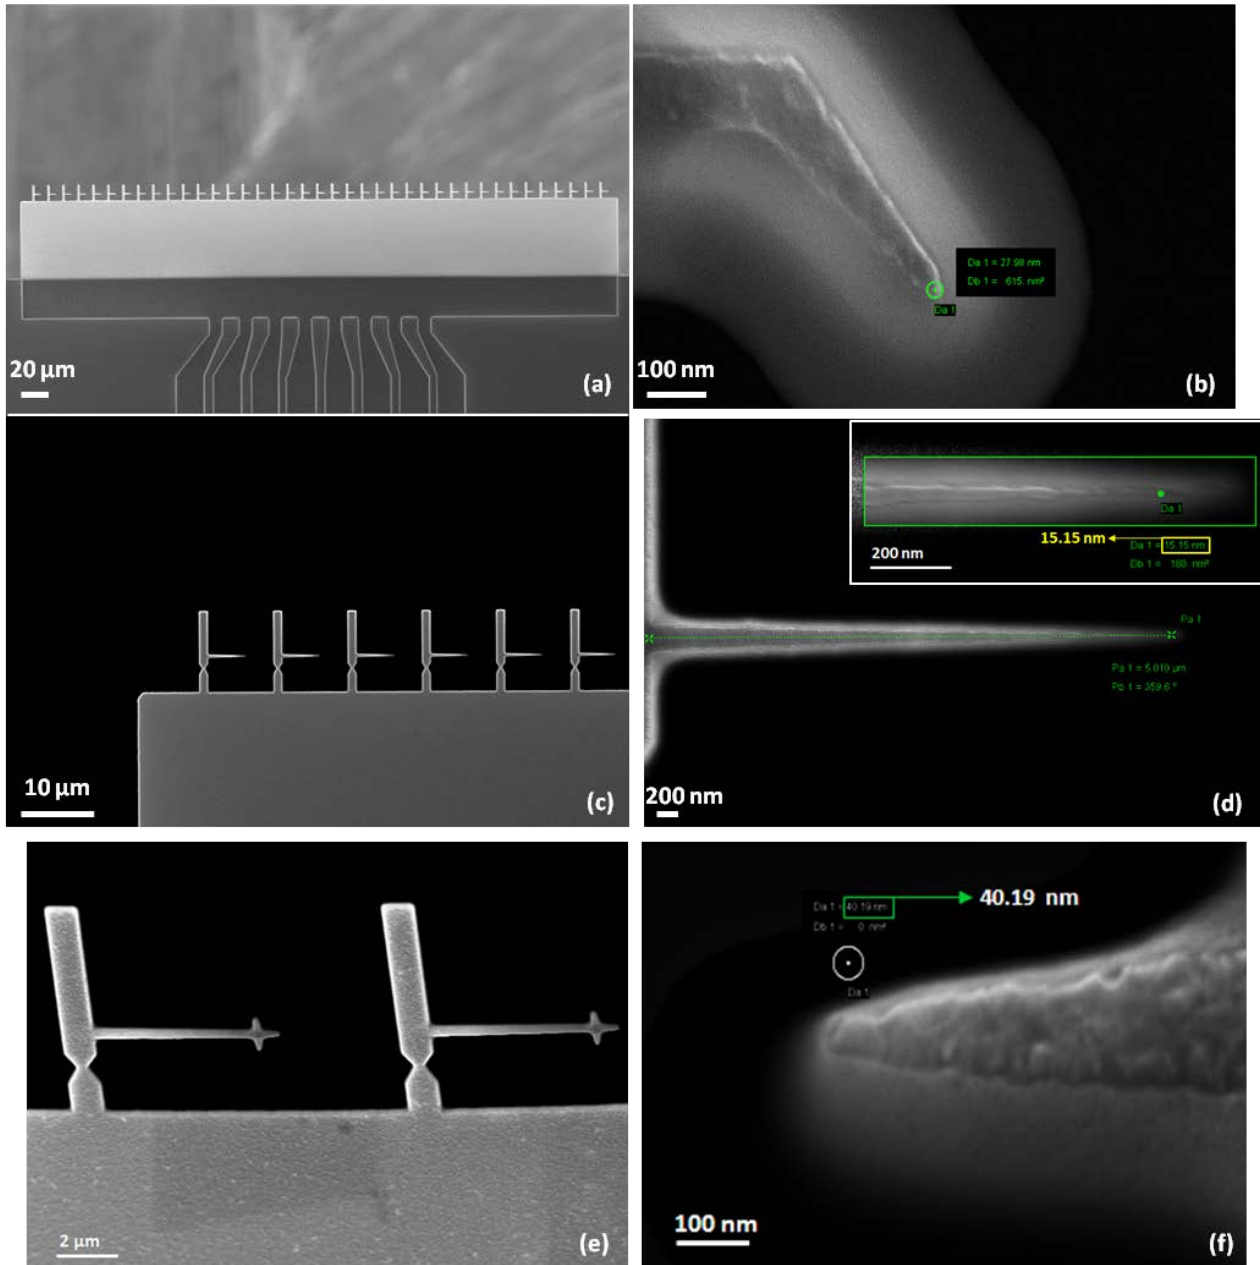 20 µm
(a)
Da 1 = 27.98 nm
Db 1 = 615. nm²
Da 1
100 nm
(b)
10 µm
(c)
Da 1
15.15 nm
Da 1 = 15.15 nm
Db 1 = 180. nm²
200 nm
Pa 1
Pa 1 = 5.010 µm
Pb 1 = 359.6 °
200 nm
(d)
2 µm
(e)
Da 1 = 40.19 nm
40.19 nm
Db 1 = 0. nm²
Da 1
100 nm
(f)